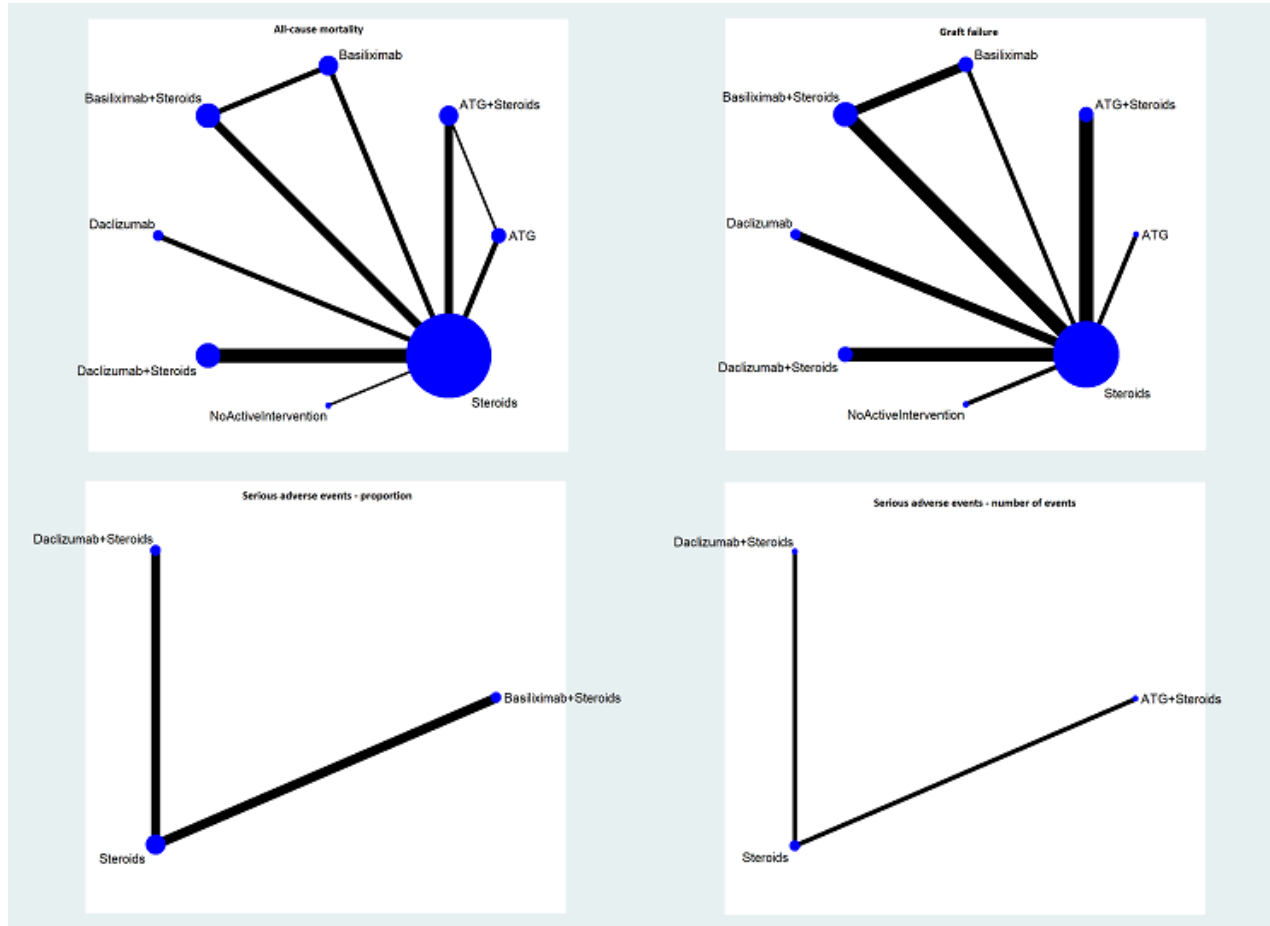 All-cause mortality
Basiliximab
Basiliximab+Steroids
ATG+Steroids
Daclizumab
ATG
Daclizumab+Steroids
NoActiveIntervention
Steroids
Graft failure
Basiliximab
Basiliximab+Steroids
ATG+Steroids
Daclizumab
ATG
Daclizumab+Steroids
NoActiveIntervention
Steroids
Serious adverse events - proportion
Daclizumab+Steroids
Basiliximab+Steroids
Steroids
Serious adverse events - number of events
Daclizumab+Steroids
ATG+Steroids
Steroids